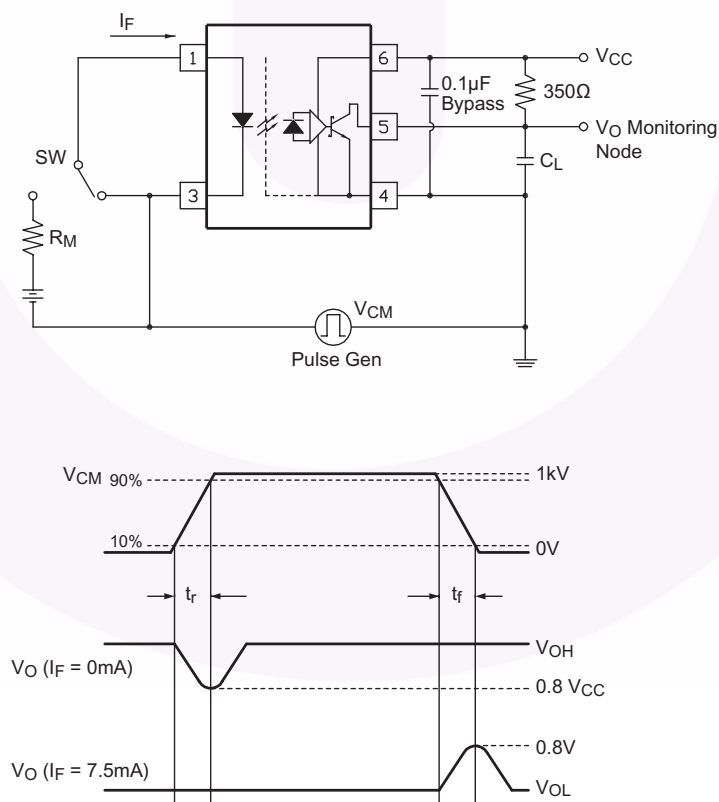 IF
1
6
VCC
0.1µF
Bypass
350Ω
5
VO Monitoring
Node
SW
CL
3
4
RM
VCM
Pulse Gen
VCM 90%
1kV
10%
0V
tr
tf
VOH
VO (IF = 0mA)
0.8 VCC
0.8V
VO (IF = 7.5mA)
VOL